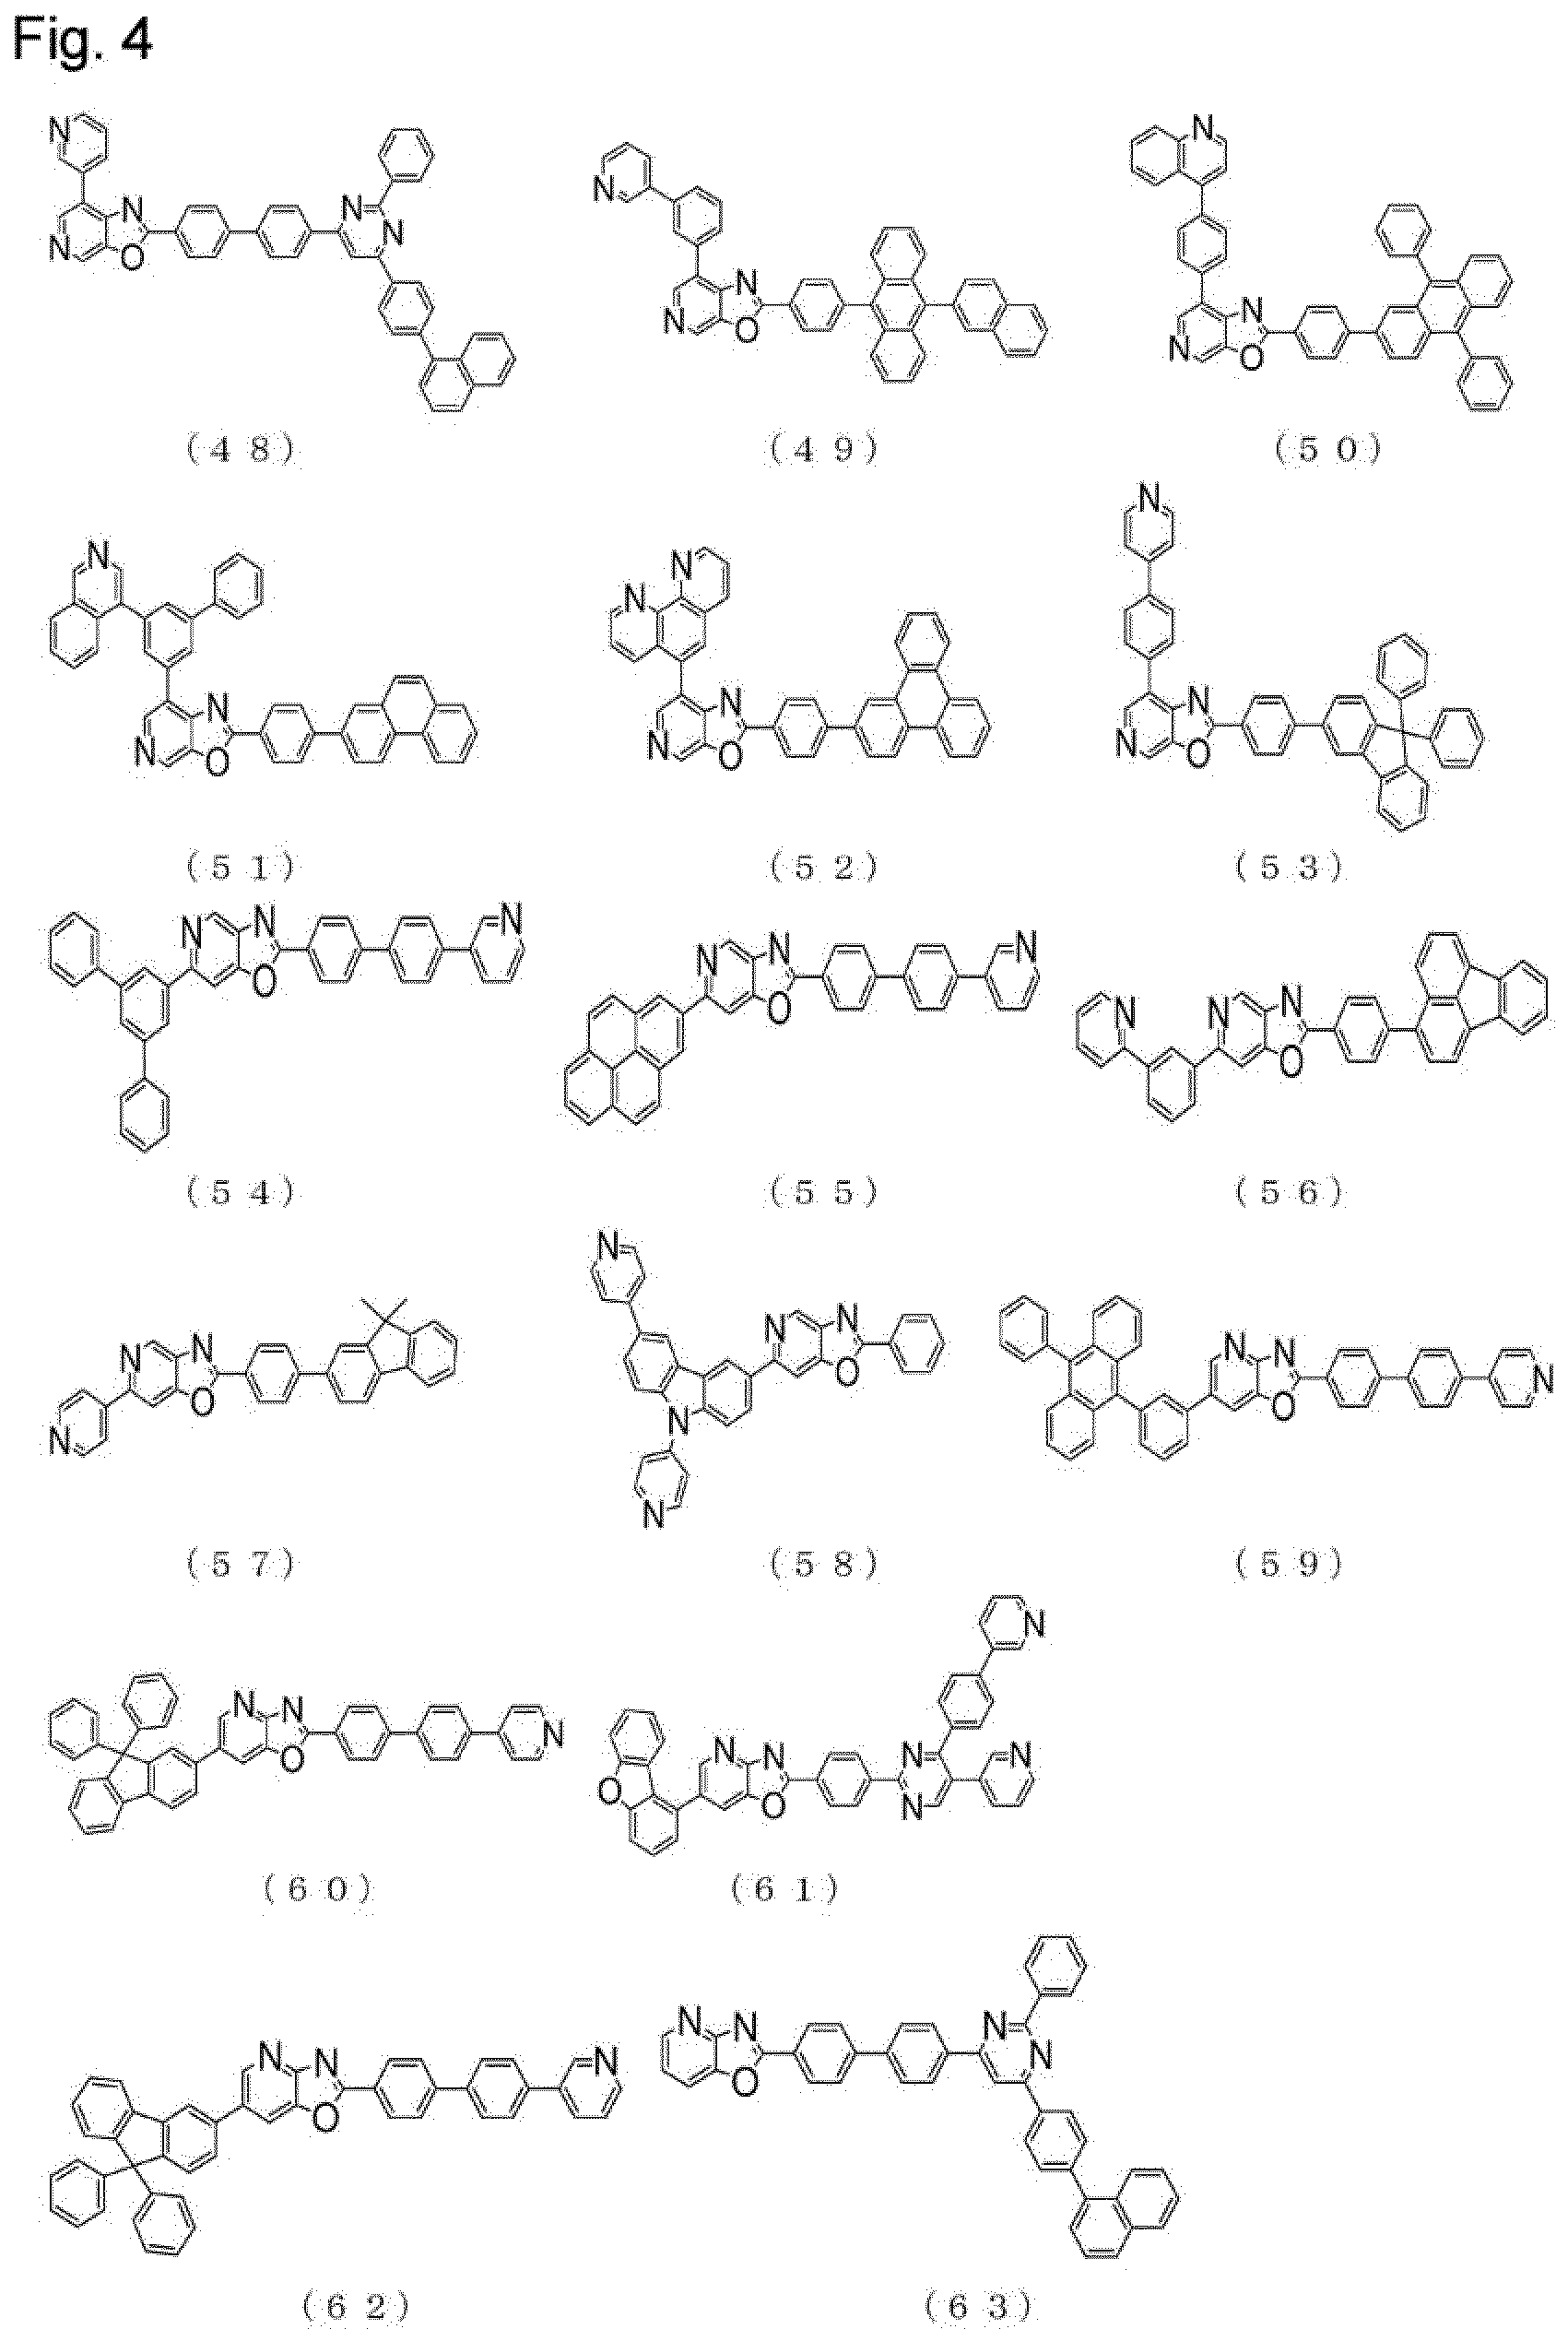 Fig. 4
N N N N N O
(48)
N N N O
(49)
N N N O
(50)
N N N O
(51)
N N N N O
(52)
N N N O
(53)
N N N O
(54)
N N N O
(55)
N N N O
(56)
N N N O
(57)
N N N N N O
(58)
N N N O
(59)
N N N O
(60)
N N N N N N O O
(61)
N N N O
(62)
N N N N O
(63)